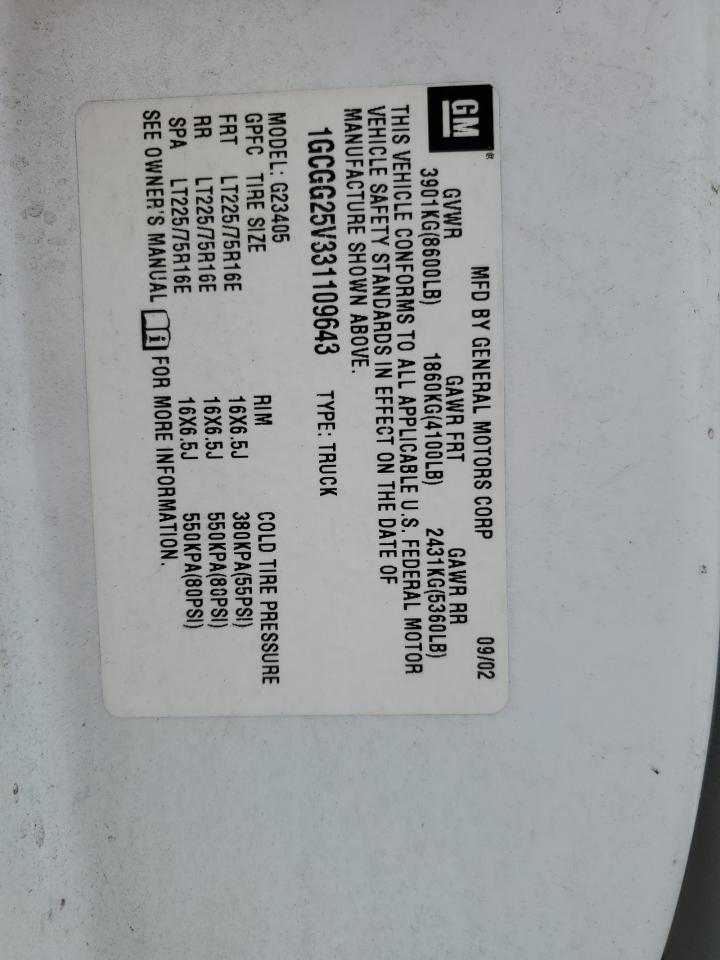 GM
MFD BY GENERAL MOTORS CORP 09/02
GVWR GAWR FRT GAWR RR
3901KG(8600LB) 1860KG(4100LB) 2431KG(5360LB)
THIS VEHICLE CONFORMS TO ALL APPLICABLE U.S. FEDERAL MOTOR
VEHICLE SAFETY STANDARDS IN EFFECT ON THE DATE OF
MANUFACTURE SHOWN ABOVE.
1GCGG25V331109643 TYPE: TRUCK
MODEL: G23405
GPFC TIRE SIZE RIM COLD TIRE PRESSURE
FRT LT225/75R16E 16X6.5J 380KPA(55PSI)
RR LT225/75R16E 16X6.5J 550KPA(80PSI)
SPA LT225/75R16E 16X6.5J 550KPA(80PSI)
SEE OWNER'S MANUAL FOR MORE INFORMATION.